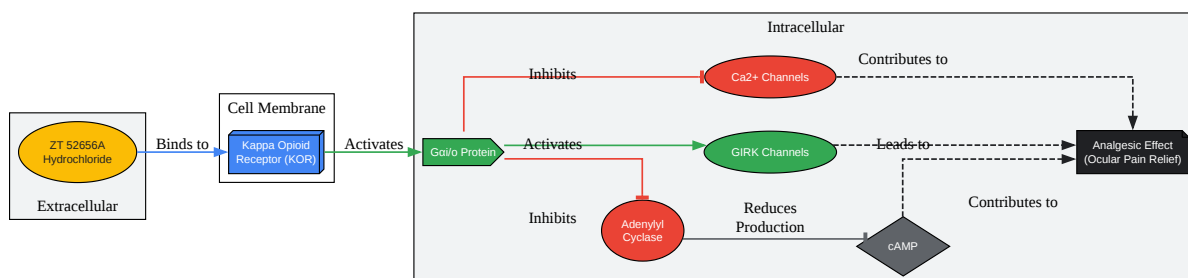 Intracellular
Inhibits
Ca2+ Channels
Contributes to
Cell Membrane
ZT 52656A
Hydrochloride
Binds to
Kappa Opioid
Receptor (KOR)
Activates
Gαi/o Protein
Activates
GIRK Channels
Leads to
Analgesic Effect
(Ocular Pain Relief)
Extracellular
Inhibits
Adenylyl
Cyclase
Reduces
Production
cAMP
Contributes to